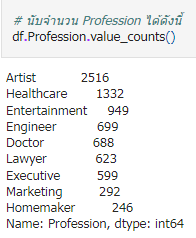 # นับจำนวน Profession ได้ดังนี้
df.Profession.value_counts()
Artist 2516
Healthcare 1332
Entertainment 949
Engineer 699
Doctor 688
Lawyer 623
Executive 599
Marketing 292
Homemaker 246
Name: Profession, dtype: int64